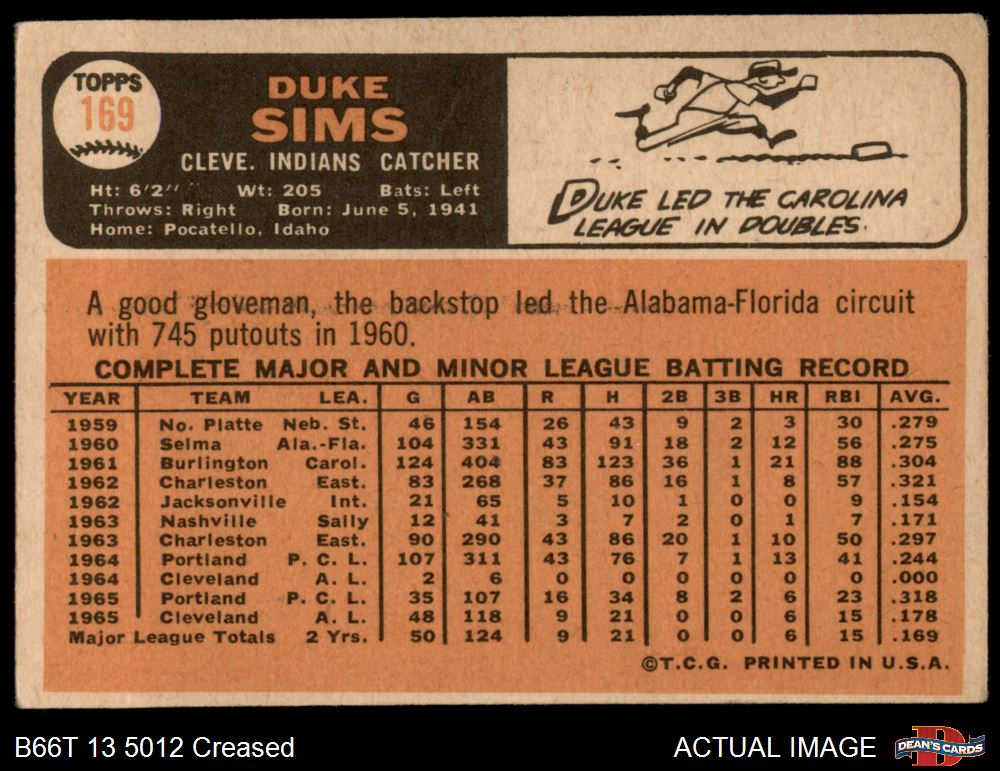 TOPPS
169
DUKE
SIMS
CLEVE. INDIANS CATCHER
Ht: 6'2" Wt: 205 Bats: Left
Throws: Right Born: June 5, 1941
Home: Pocatello, Idaho
DUKE LED THE CAROLINA
LEAGUE IN DOUBLES.
A good gloveman, the backstop led the Alabama-Florida circuit
with 745 putouts in 1960.
COMPLETE MAJOR AND MINOR LEAGUE BATTING RECORD
YEAR TEAM LEA. G AB R H 2B 3B HR RBI AVG.
1959 No. Platte Neb. St. 46 154 26 43 9 2 3 30 .279
1960 Selma Ala.-Fla. 104 331 43 91 18 2 12 56 .275
1961 Burlington Carol. 124 404 83 123 36 1 21 88 .304
1962 Charleston East. 83 268 37 86 16 1 8 57 .321
1962 Jacksonville Int. 21 65 5 10 1 0 0 9 .154
1963 Nashville Sally 12 41 3 7 2 0 1 7 .171
1963 Charleston East. 90 290 43 86 20 1 10 50 .297
1964 Portland P. C. L. 107 311 43 76 7 1 13 41 .244
1964 Cleveland A. L. 2 6 0 0 0 0 0 0 .000
1965 Portland P. C. L. 35 107 16 34 8 2 6 23 .318
1965 Cleveland A. L. 48 118 9 21 0 0 6 15 .178
Major League Totals 2 Yrs. 50 124 9 21 0 0 6 15 .169
©T.C.G. PRINTED IN U.S.A.
B66T 13 5012 Creased
ACTUAL IMAGE
D
DEAN'S CARDS